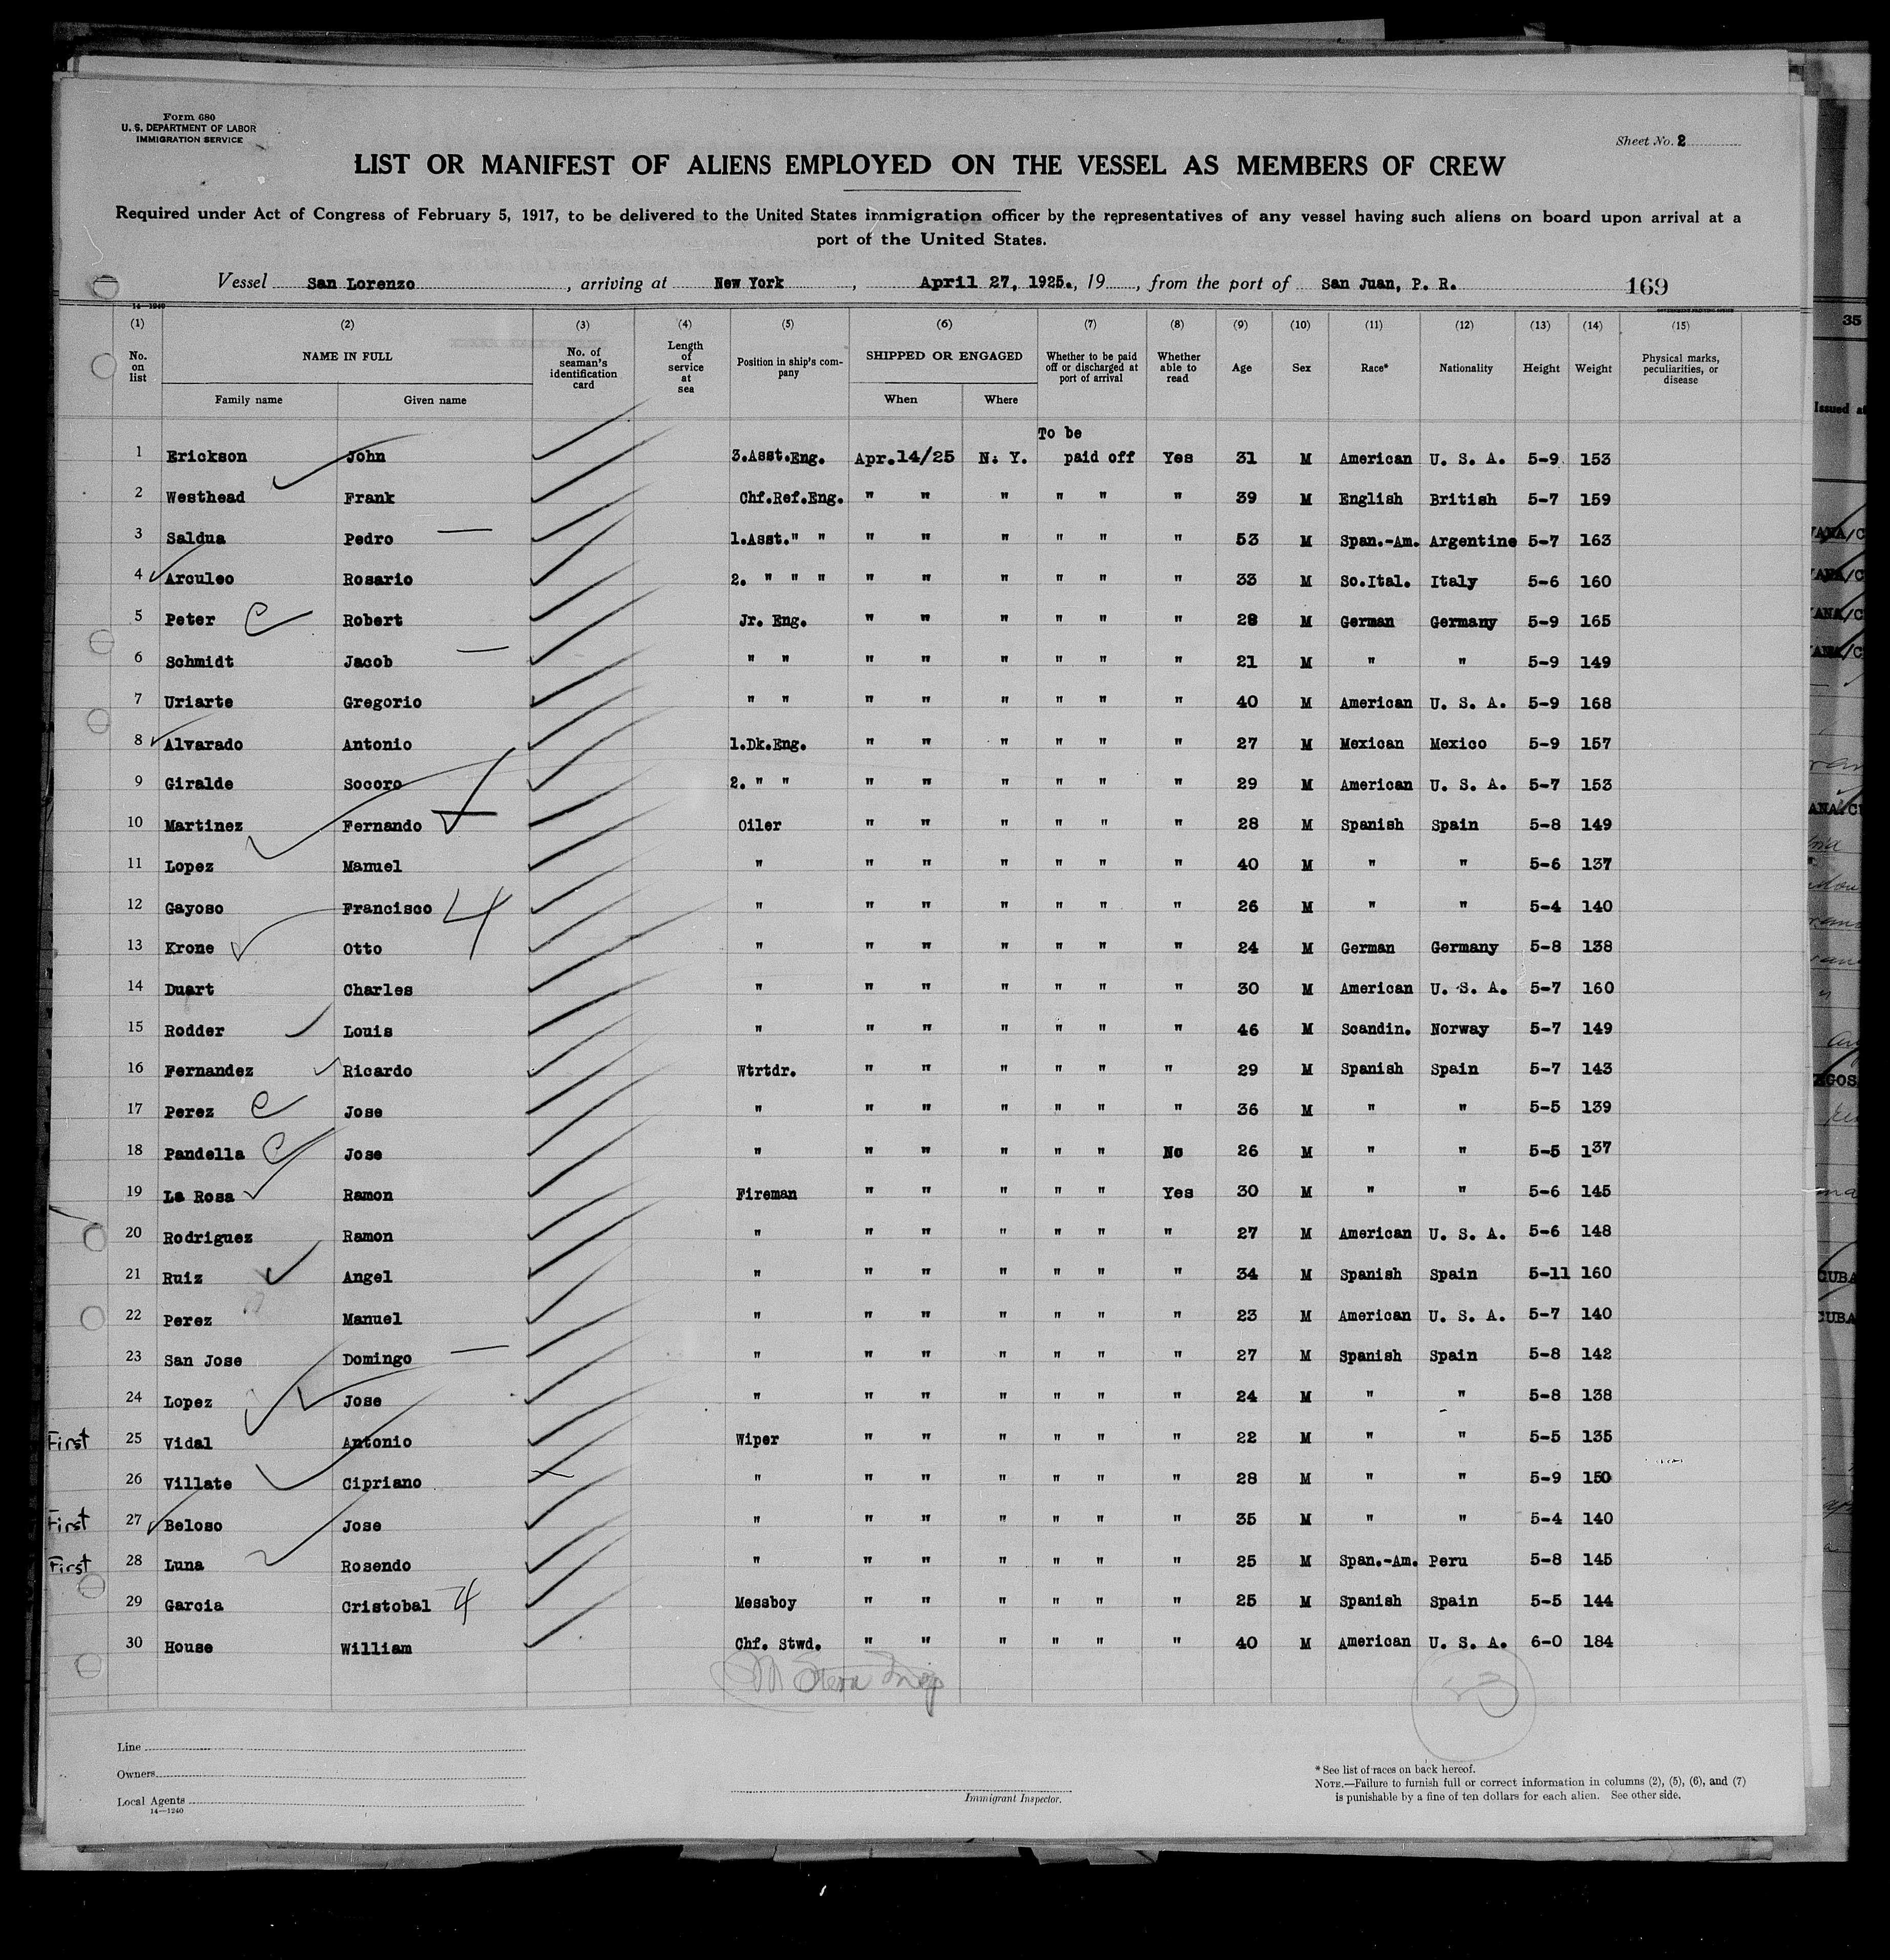 Form 680
U. S. DEPARTMENT OF LABOR
IMMIGRATION SERVICE
Sheet No. 2
LIST OR MANIFEST OF ALIENS EMPLOYED ON THE VESSEL AS MEMBERS OF CREW
Required under Act of Congress of February 5, 1917, to be delivered to the United States immigration officer by the representatives of any vessel having such aliens on board upon arrival at a
port of the United States.
Vessel San Lorenzo, arriving at New York, April 27, 1925., 19, from the port of San Juan, P. R. 169
14—1240
(1) (2) (3) (4) (5) (6) (7) (8) (9) (10) (11) (12) (13) (14) (15)
No. on list NAME IN FULL No. of seaman's identification card Length of service at sea Position in ship's company SHIPPED OR ENGAGED Whether to be paid off or discharged at port of arrival Whether able to read Age Sex Race* Nationality Height Weight Physical marks, peculiarities, or disease
Family name Given name When Where
To be
1 Erickson John 3.Asst.Eng. Apr.14/25 N. Y. paid off Yes 31 M American U. S. A. 5-9 153
2 Westhead Frank Chf.Ref.Eng. " " " " " " 39 M English British 5-7 159
3 Saldua Pedro 1.Asst." " " " " " " " 53 M Span.-Am. Argentine 5-7 163
4 Arculeo Rosario 2. " " " " " " " " " 33 M So.Ital. Italy 5-6 160
5 Peter C Robert Jr. Eng. " " " " " " 28 M German Germany 5-9 165
6 Schmidt Jacob " " " " " " " " 21 M " " 5-9 149
7 Uriarte Gregorio " " " " " " " " 40 M American U. S. A. 5-9 168
8 Alvarado Antonio 1.Dk.Eng. " " " " " " 27 M Mexican Mexico 5-9 157
9 Giralde Socoro 2. " " " " " " " " 29 M American U. S. A. 5-7 153
10 Martinez Fernando Oiler " " " " " " 28 M Spanish Spain 5-8 149
11 Lopez Manuel " " " " " " " 40 M " " 5-6 137
12 Gayoso Francisco " " " " " " " 26 M " " 5-4 140
13 Krone Otto " " " " " " " 24 M German Germany 5-8 138
14 Duart Charles " " " " " " " 30 M American U. S. A. 5-7 160
15 Rodder Louis " " " " " " " 46 M Scandin. Norway 5-7 149
16 Fernandez Ricardo Wtrtdr. " " " " " " 29 M Spanish Spain 5-7 143
17 Perez C Jose " " " " " " " 36 M " " 5-5 139
18 Pandella C Jose " " " " " " No 26 M " " 5-5 137
19 La Rosa Ramon Fireman " " " " " Yes 30 M " " 5-6 145
20 Rodriguez Ramon " " " " " " " 27 M American U. S. A. 5-6 148
21 Ruiz Angel " " " " " " " 34 M Spanish Spain 5-11 160
22 Perez Manuel " " " " " " " 23 M American U. S. A. 5-7 140
23 San Jose Domingo " " " " " " " 27 M Spanish Spain 5-8 142
24 Lopez Jose " " " " " " " 24 M " " 5-8 138
First 25 Vidal Antonio Wiper " " " " " " 22 M " " 5-5 135
26 Villate Cipriano " " " " " " " 28 M " " 5-9 150
First 27 Beloso Jose " " " " " " " 35 M " " 5-4 140
First 28 Luna Rosendo " " " " " " " 25 M Span.-Am. Peru 5-8 145
29 Garcia Cristobal Messboy " " " " " " 25 M Spanish Spain 5-5 144
30 House William Chf. Stwd. " " " " " " 40 M American U. S. A. 6-0 184
Line
Owners
Local Agents
14—1240
Immigrant Inspector.
* See list of races on back hereof.
NOTE.—Failure to furnish full or correct information in columns (2), (5), (6), and (7)
is punishable by a fine of ten dollars for each alien. See other side.
35
Issued at
CUBA
CUBA